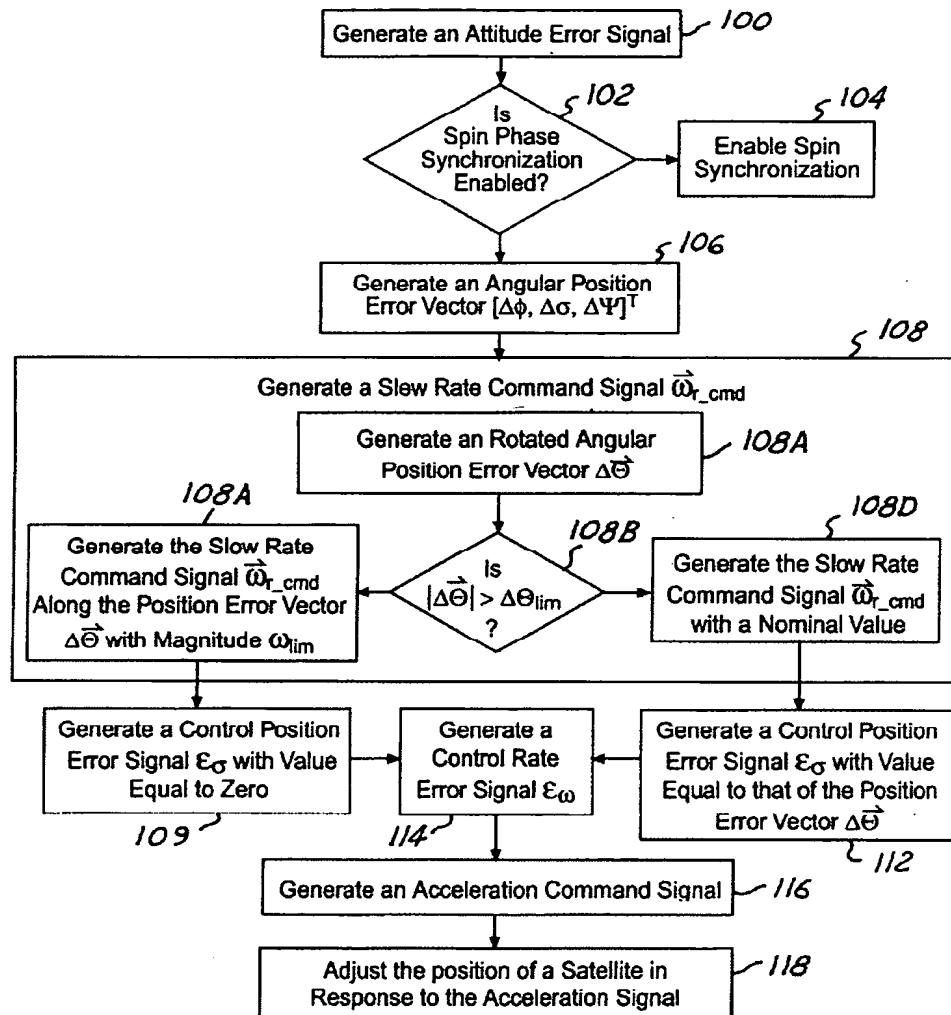 Generate an Attitude Error Signal
100
Is
Spin Phase
Synchronization
Enabled?
102
Enable Spin
Synchronization
104
Generate an Angular Position
Error Vector [Δϕ, Δσ, ΔΨ]ᵀ
106
108
Generate a Slew Rate Command Signal ω⃗r_cmd
Generate an Rotated Angular
Position Error Vector ΔΘ⃗
108A
108A
Generate the Slow Rate
Command Signal ω⃗r_cmd
Along the Position Error Vector
ΔΘ⃗ with Magnitude ωlim
108B
Is
|ΔΘ⃗| > ΔΘlim
?
108D
Generate the Slow Rate
Command Signal ω⃗r_cmd
with a Nominal Value
Generate a Control Position
Error Signal εσ with Value
Equal to Zero
109
Generate a
Control Rate
Error Signal εω
114
Generate a Control Position
Error Signal εσ with Value
Equal to that of the Position
Error Vector ΔΘ⃗
112
Generate an Acceleration Command Signal
116
Adjust the position of a Satellite in
Response to the Acceleration Signal
118